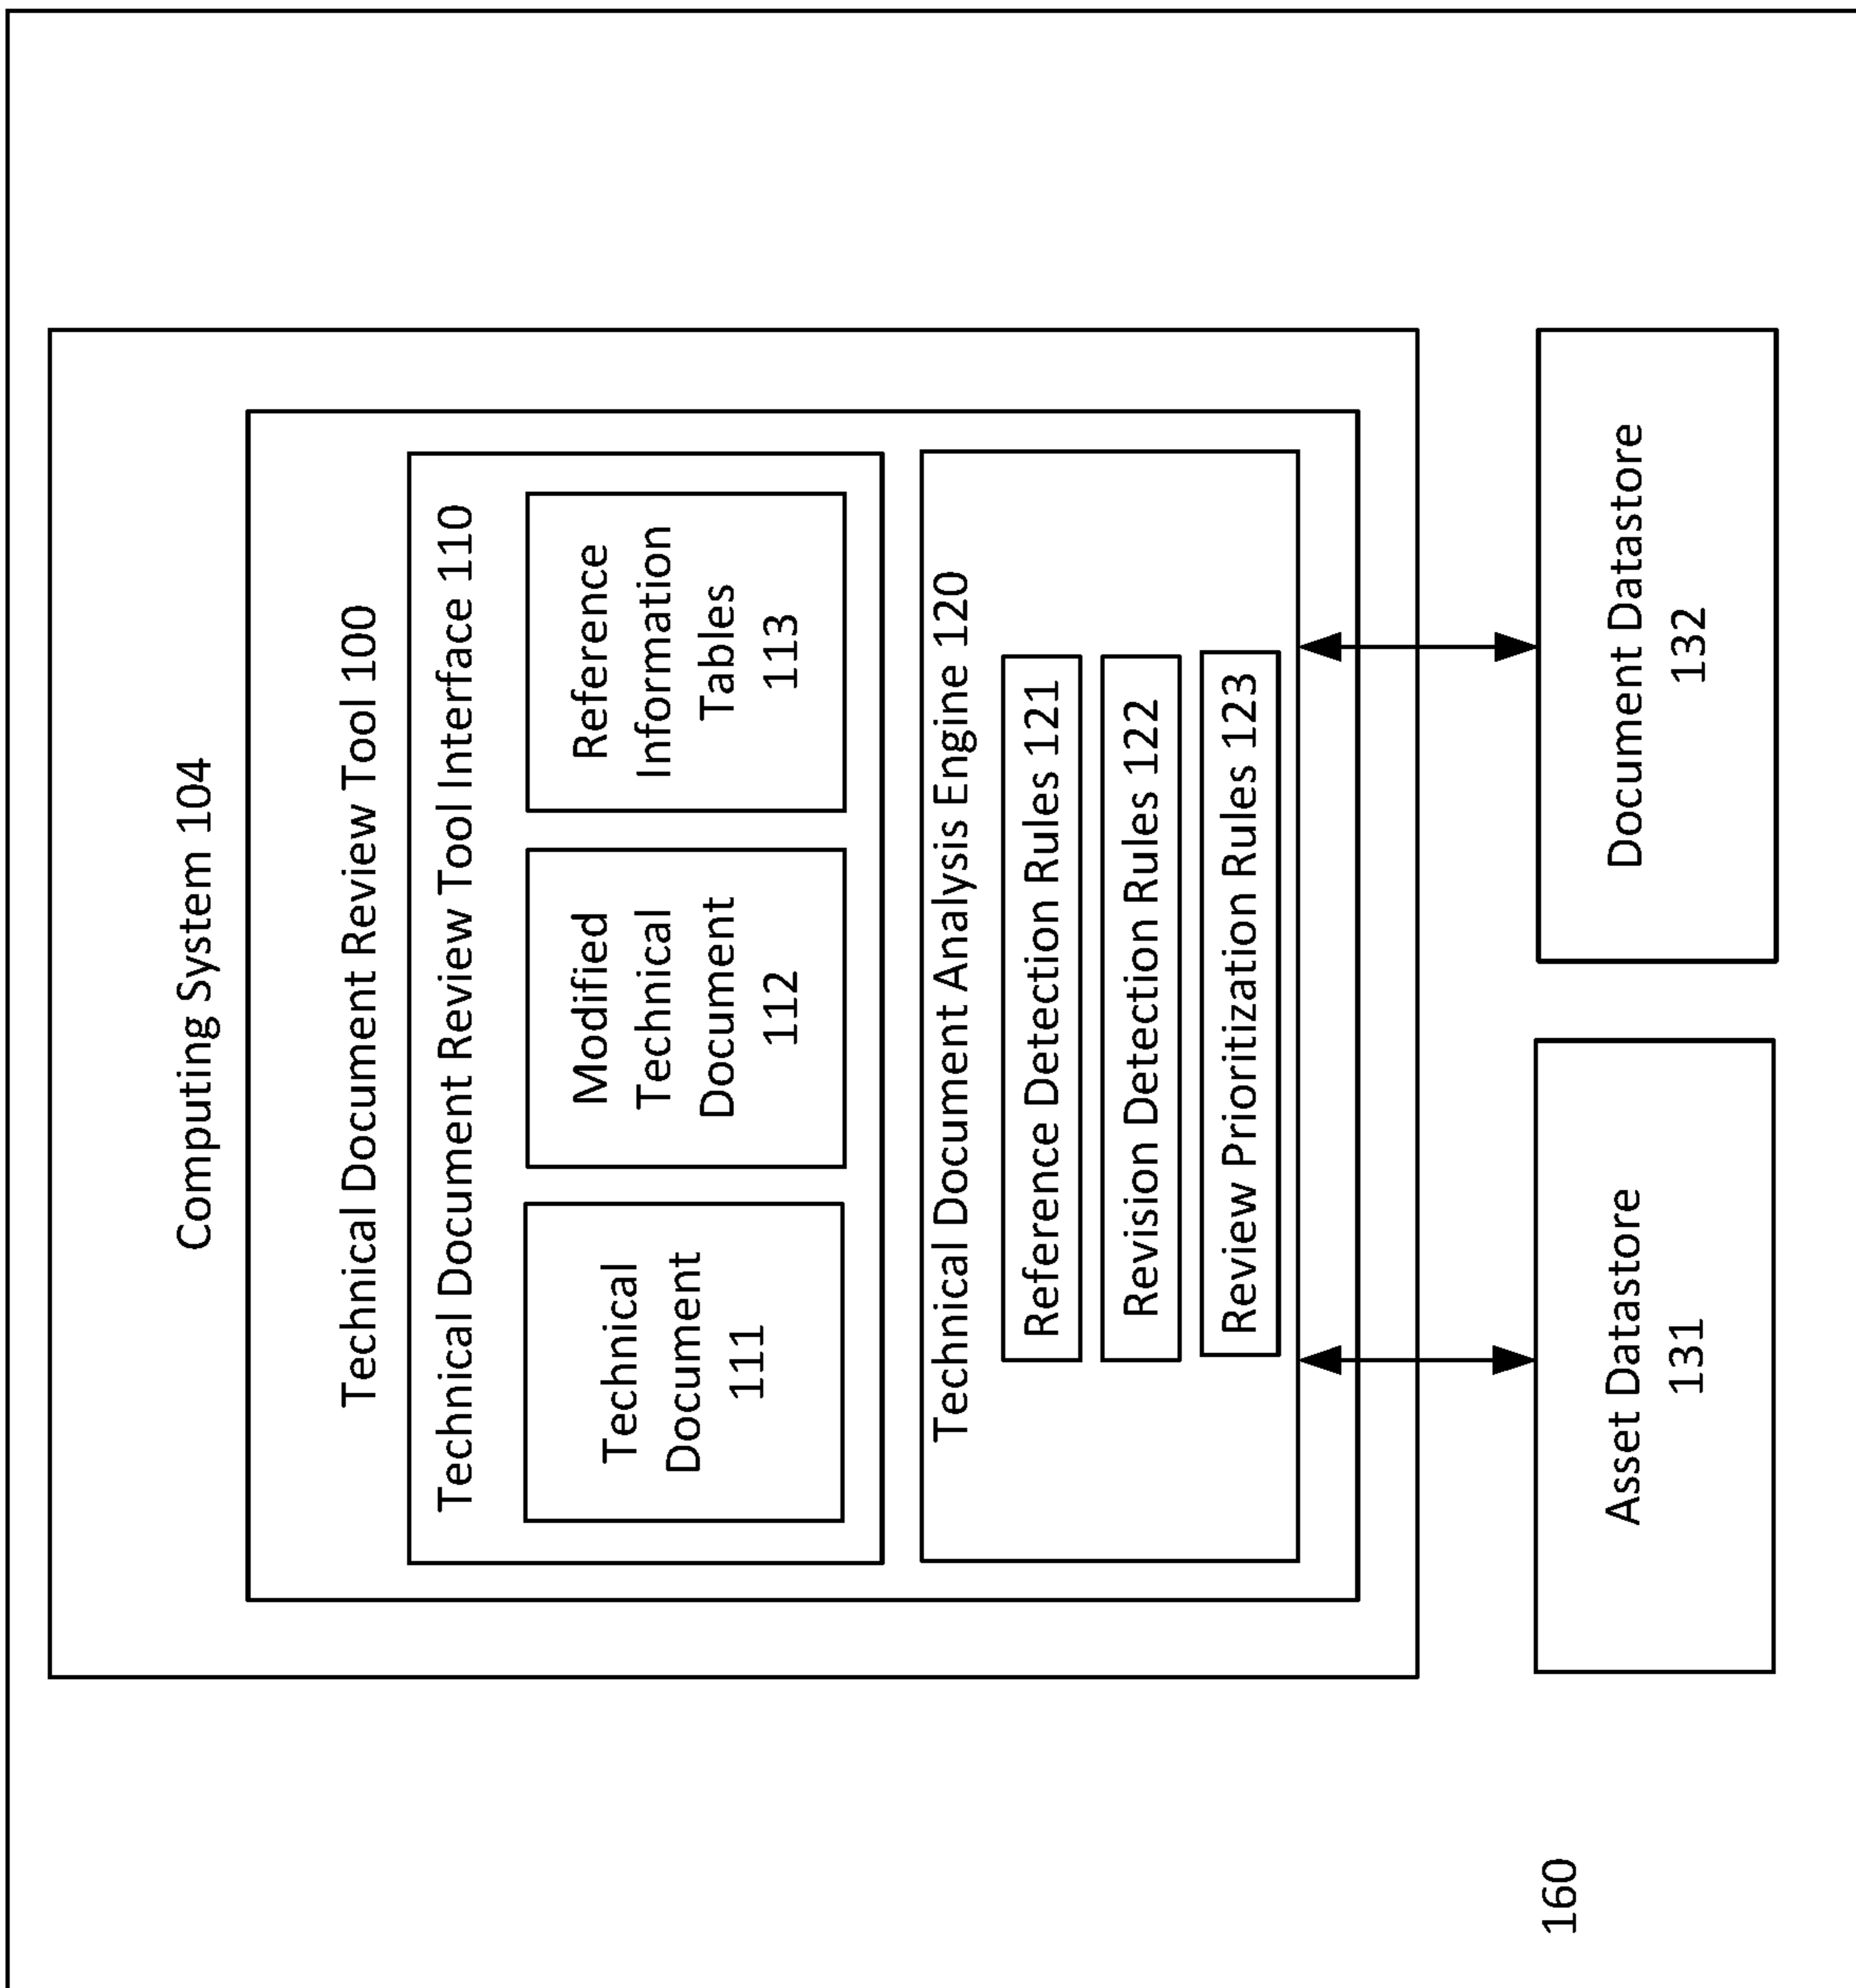 Computing System 104
Technical Document Review Tool 100
Technical Document Review Tool Interface 110
Technical
Document
111
Modified
Technical
Document
112
Reference
Information
Tables
113
Technical Document Analysis Engine 120
Reference Detection Rules 121
Revision Detection Rules 122
Review Prioritization Rules 123
Asset Datastore
131
Document Datastore
132
160